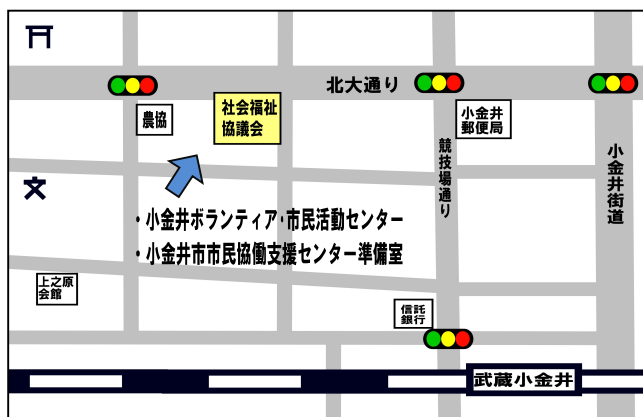 北大通り
農協
社会福祉
協議会
小金井
郵便局
競技場通り
小金井街道
・小金井ボランティア・市民活動センター
・小金井市市民協働支援センター準備室
上之原
会館
信託
銀行
武蔵小金井